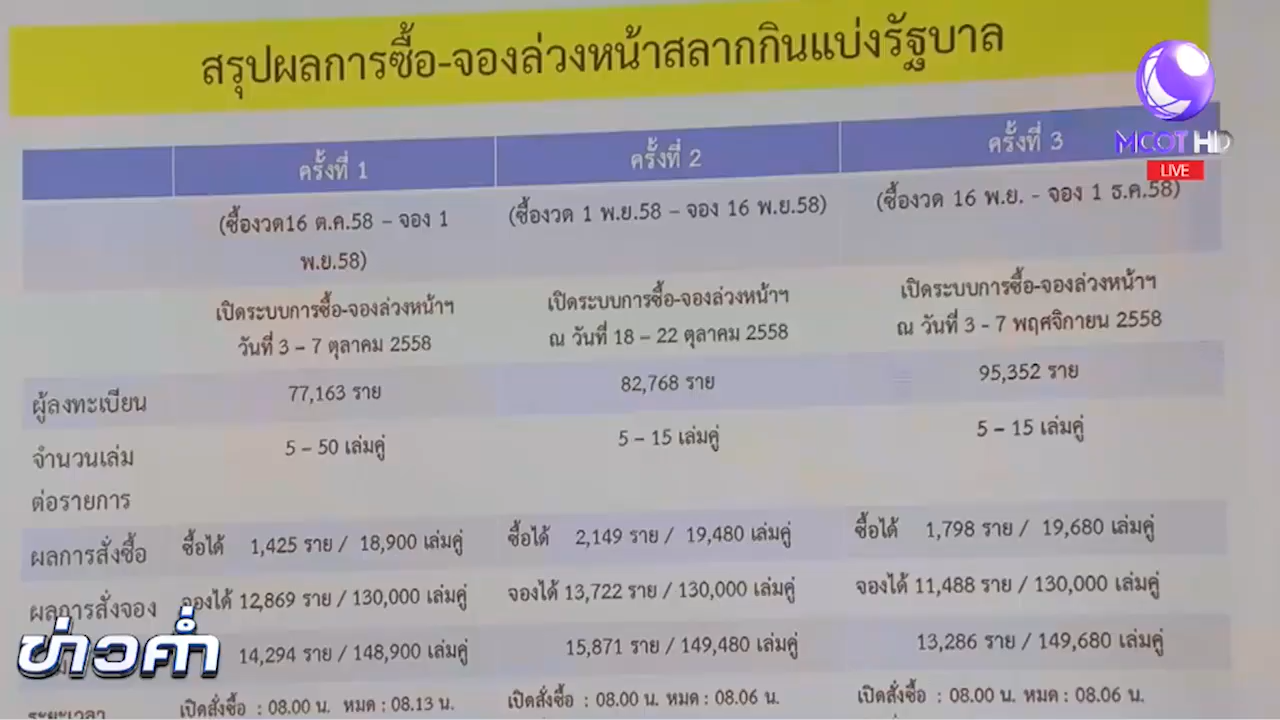 สรุปผลการซื้อ-จองล่วงหน้าสลากกินแบ่งรัฐบาล
MCOT HD
LIVE
ครั้งที่ 1 ครั้งที่ 2 ครั้งที่ 3
(ซื้องวด16 ต.ค.58 – จอง 1 (ซื้องวด 1 พ.ย.58 – จอง 16 พ.ย.58) (ซื้องวด 16 พ.ย. - จอง 1 ธ.ค.58)
พ.ย.58)
เปิดระบบการซื้อ-จองล่วงหน้าฯ เปิดระบบการซื้อ-จองล่วงหน้าฯ เปิดระบบการซื้อ-จองล่วงหน้าฯ
วันที่ 3 – 7 ตุลาคม 2558 ณ วันที่ 18 – 22 ตุลาคม 2558 ณ วันที่ 3 - 7 พฤศจิกายน 2558
ผู้ลงทะเบียน 77,163 ราย 82,768 ราย 95,352 ราย
จำนวนเล่ม 5 – 50 เล่มคู่ 5 – 15 เล่มคู่ 5 – 15 เล่มคู่
ต่อรายการ
ผลการสั่งซื้อ ซื้อได้ 1,425 ราย / 18,900 เล่มคู่ ซื้อได้ 2,149 ราย / 19,480 เล่มคู่ ซื้อได้ 1,798 ราย / 19,680 เล่มคู่
ผลการสั่งจอง จองได้ 12,869 ราย / 130,000 เล่มคู่ จองได้ 13,722 ราย / 130,000 เล่มคู่ จองได้ 11,488 ราย / 130,000 เล่มคู่
14,294 ราย / 148,900 เล่มคู่ 15,871 ราย / 149,480 เล่มคู่ 13,286 ราย / 149,680 เล่มคู่
ข่าวค่ำ
ระยะเวลา เปิดสั่งซื้อ : 08.00 น. หมด : 08.13 น. เปิดสั่งซื้อ : 08.00 น. หมด : 08.06 น. เปิดสั่งซื้อ : 08.00 น. หมด : 08.06 น.